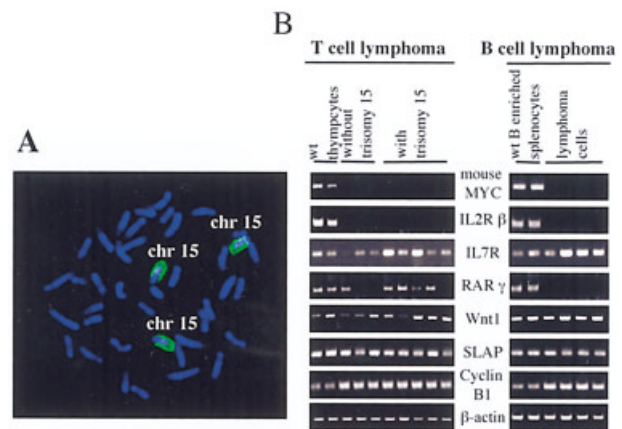 A
chr 15
chr 15
chr 15
B
T cell lymphoma
B cell lymphoma
wt
thympcytes
without
trisomy 15
with
trisomy 15
wt B enriched
splenocytes
lymphoma
cells
mouse
MYC
IL2R β
IL7R
RAR γ
Wnt1
SLAP
Cyclin
B1
β-actin